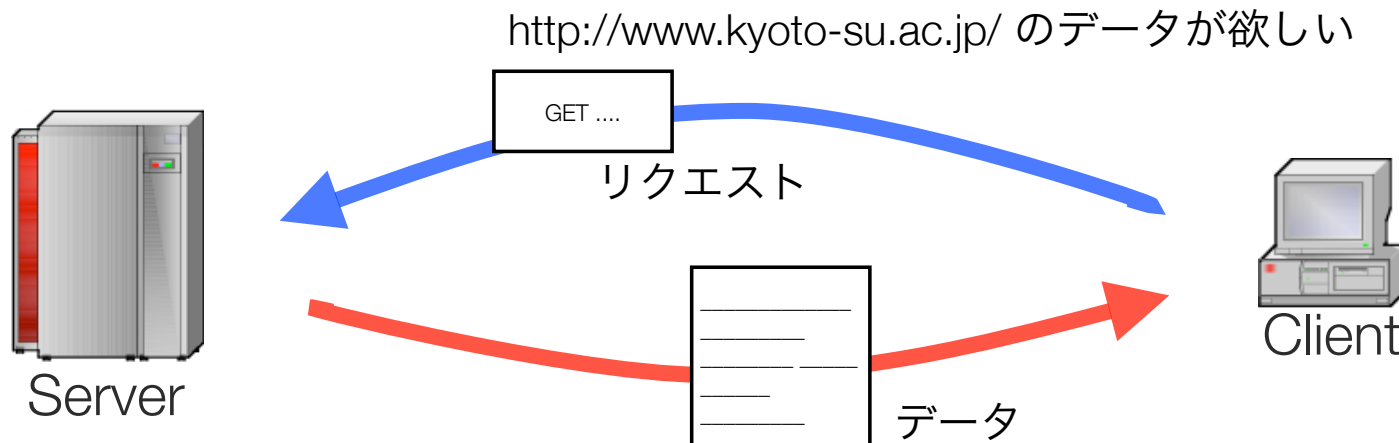 http://www.kyoto-su.ac.jp/ のデータが欲しい
GET ....
リクエスト
Server
Client
データ